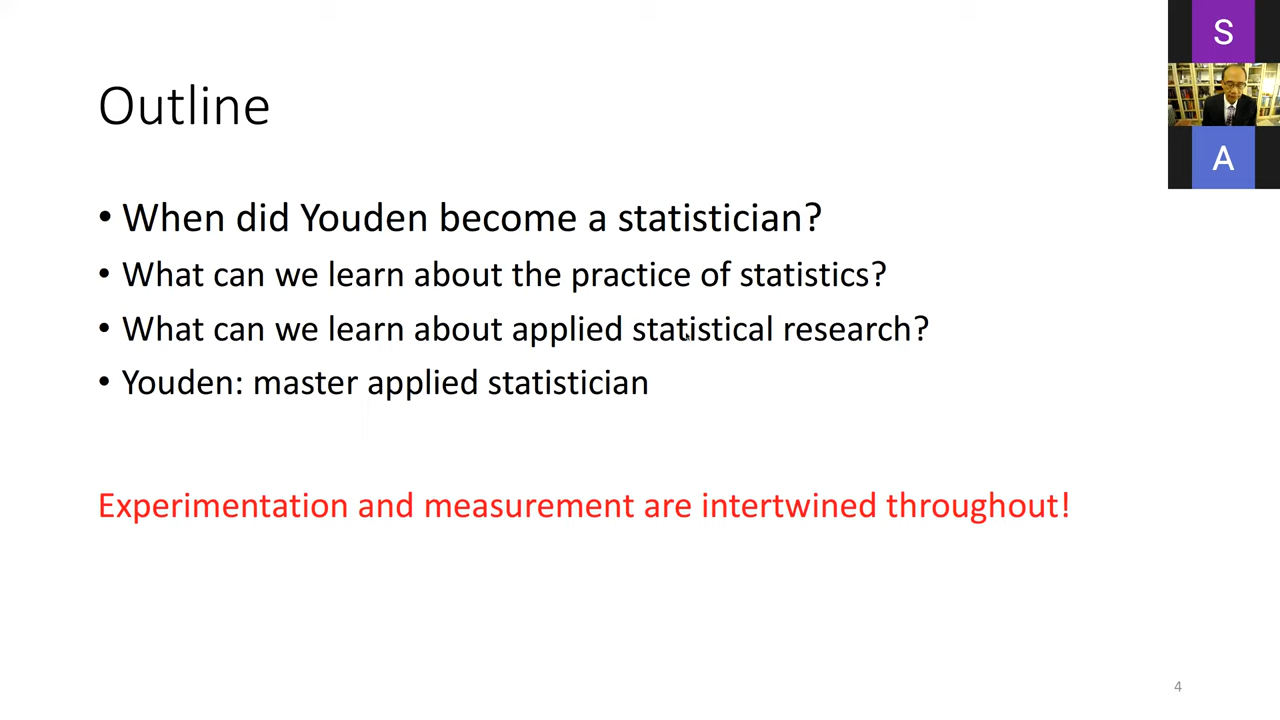 Outline
• When did Youden become a statistician?
• What can we learn about the practice of statistics?
• What can we learn about applied statistical research?
• Youden: master applied statistician
Experimentation and measurement are intertwined throughout!
4
S
A